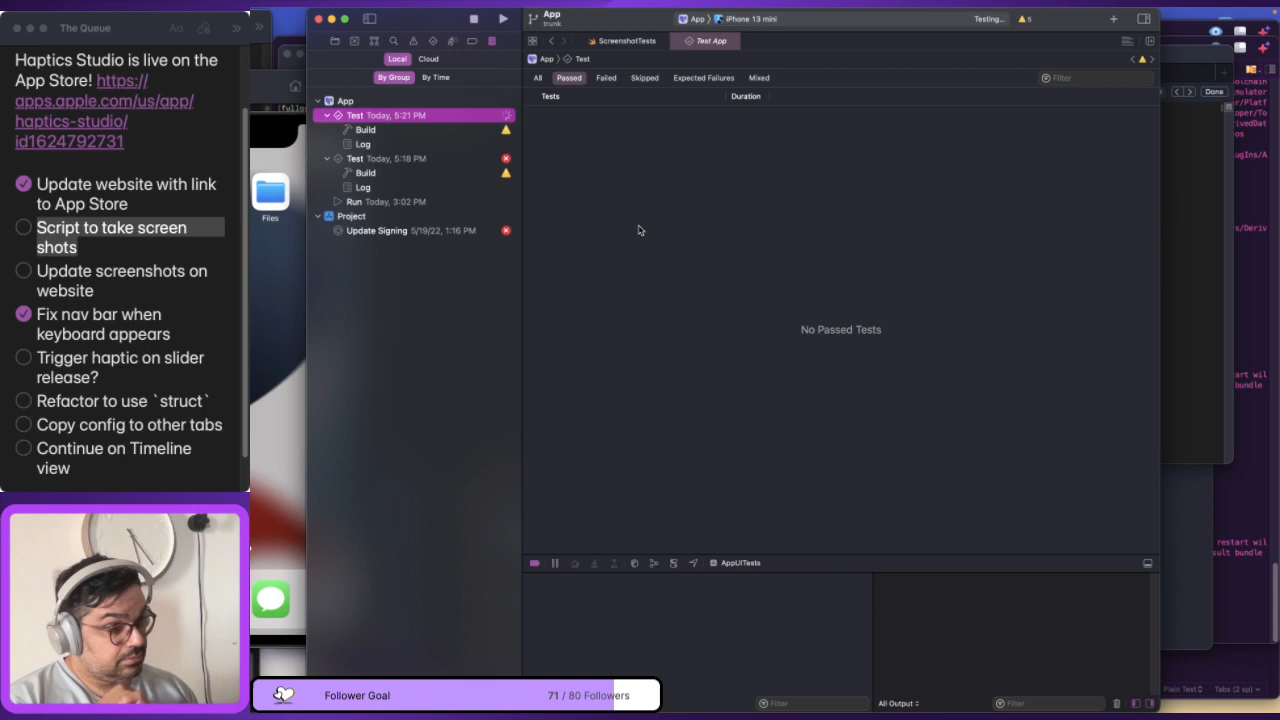 The Queue
Haptics Studio is live on the
App Store! https://
apps.apple.com/us/app/
haptics-studio/
id1624792731
Update website with link
to App Store
Script to take screen
shots
Update screenshots on
website
Fix nav bar when
keyboard appears
Trigger haptic on slider
release?
Refactor to use `struct`
Copy config to other tabs
Continue on Timeline
view
Files
App
trunk
App
iPhone 13 mini
Testing...
5
Local
Cloud
By Group
By Time
App
Test Today, 5:21 PM
Build
Log
Test Today, 5:18 PM
Build
Log
Run Today, 3:02 PM
Project
Update Signing 5/19/22, 1:16 PM
ScreenshotTests
Test App
App
Test
All
Passed
Failed
Skipped
Expected Failures
Mixed
Filter
Tests
Duration
No Passed Tests
AppUITests
Filter
All Output
Filter
Done
Plain Text
Tabs (2 sp)
Follower Goal
71 / 80 Followers